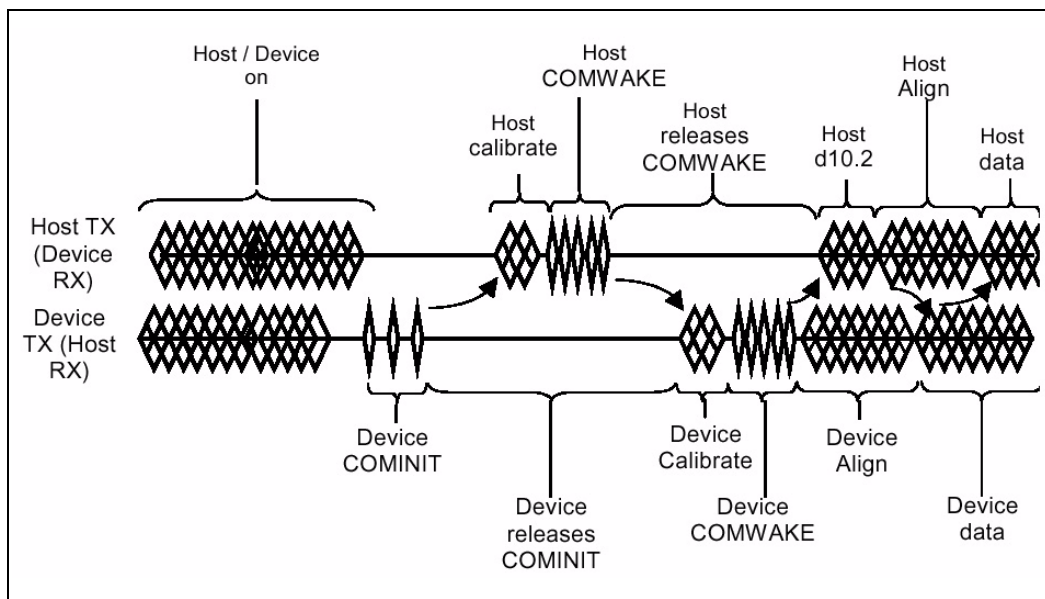 Host / Device
on
Host
COMWAKE
Host
calibrate
Host
releases
COMWAKE
Host
d10.2
Host
Align
Host
data
Host TX
(Device
RX)
Device
TX (Host
RX)
Device
COMINIT
Device
releases
COMINIT
Device
Calibrate
Device
COMWAKE
Device
Align
Device
data